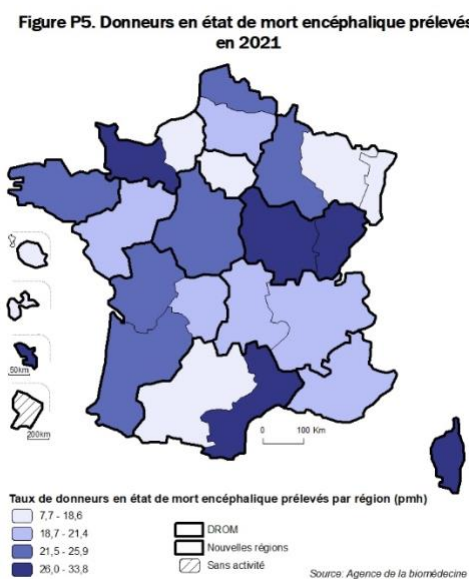 Figure P5. Donneurs en état de mort encéphalique prélevés
en 2021
50km
200km
0 100 Km
Taux de donneurs en état de mort encéphalique prélevés par région (pmh)
7,7 - 18,6
18,7 - 21,4
21,5 - 25,9
26,0 - 33,8
DROM
Nouvelles régions
Sans activité
Source: Agence de la biomédecine